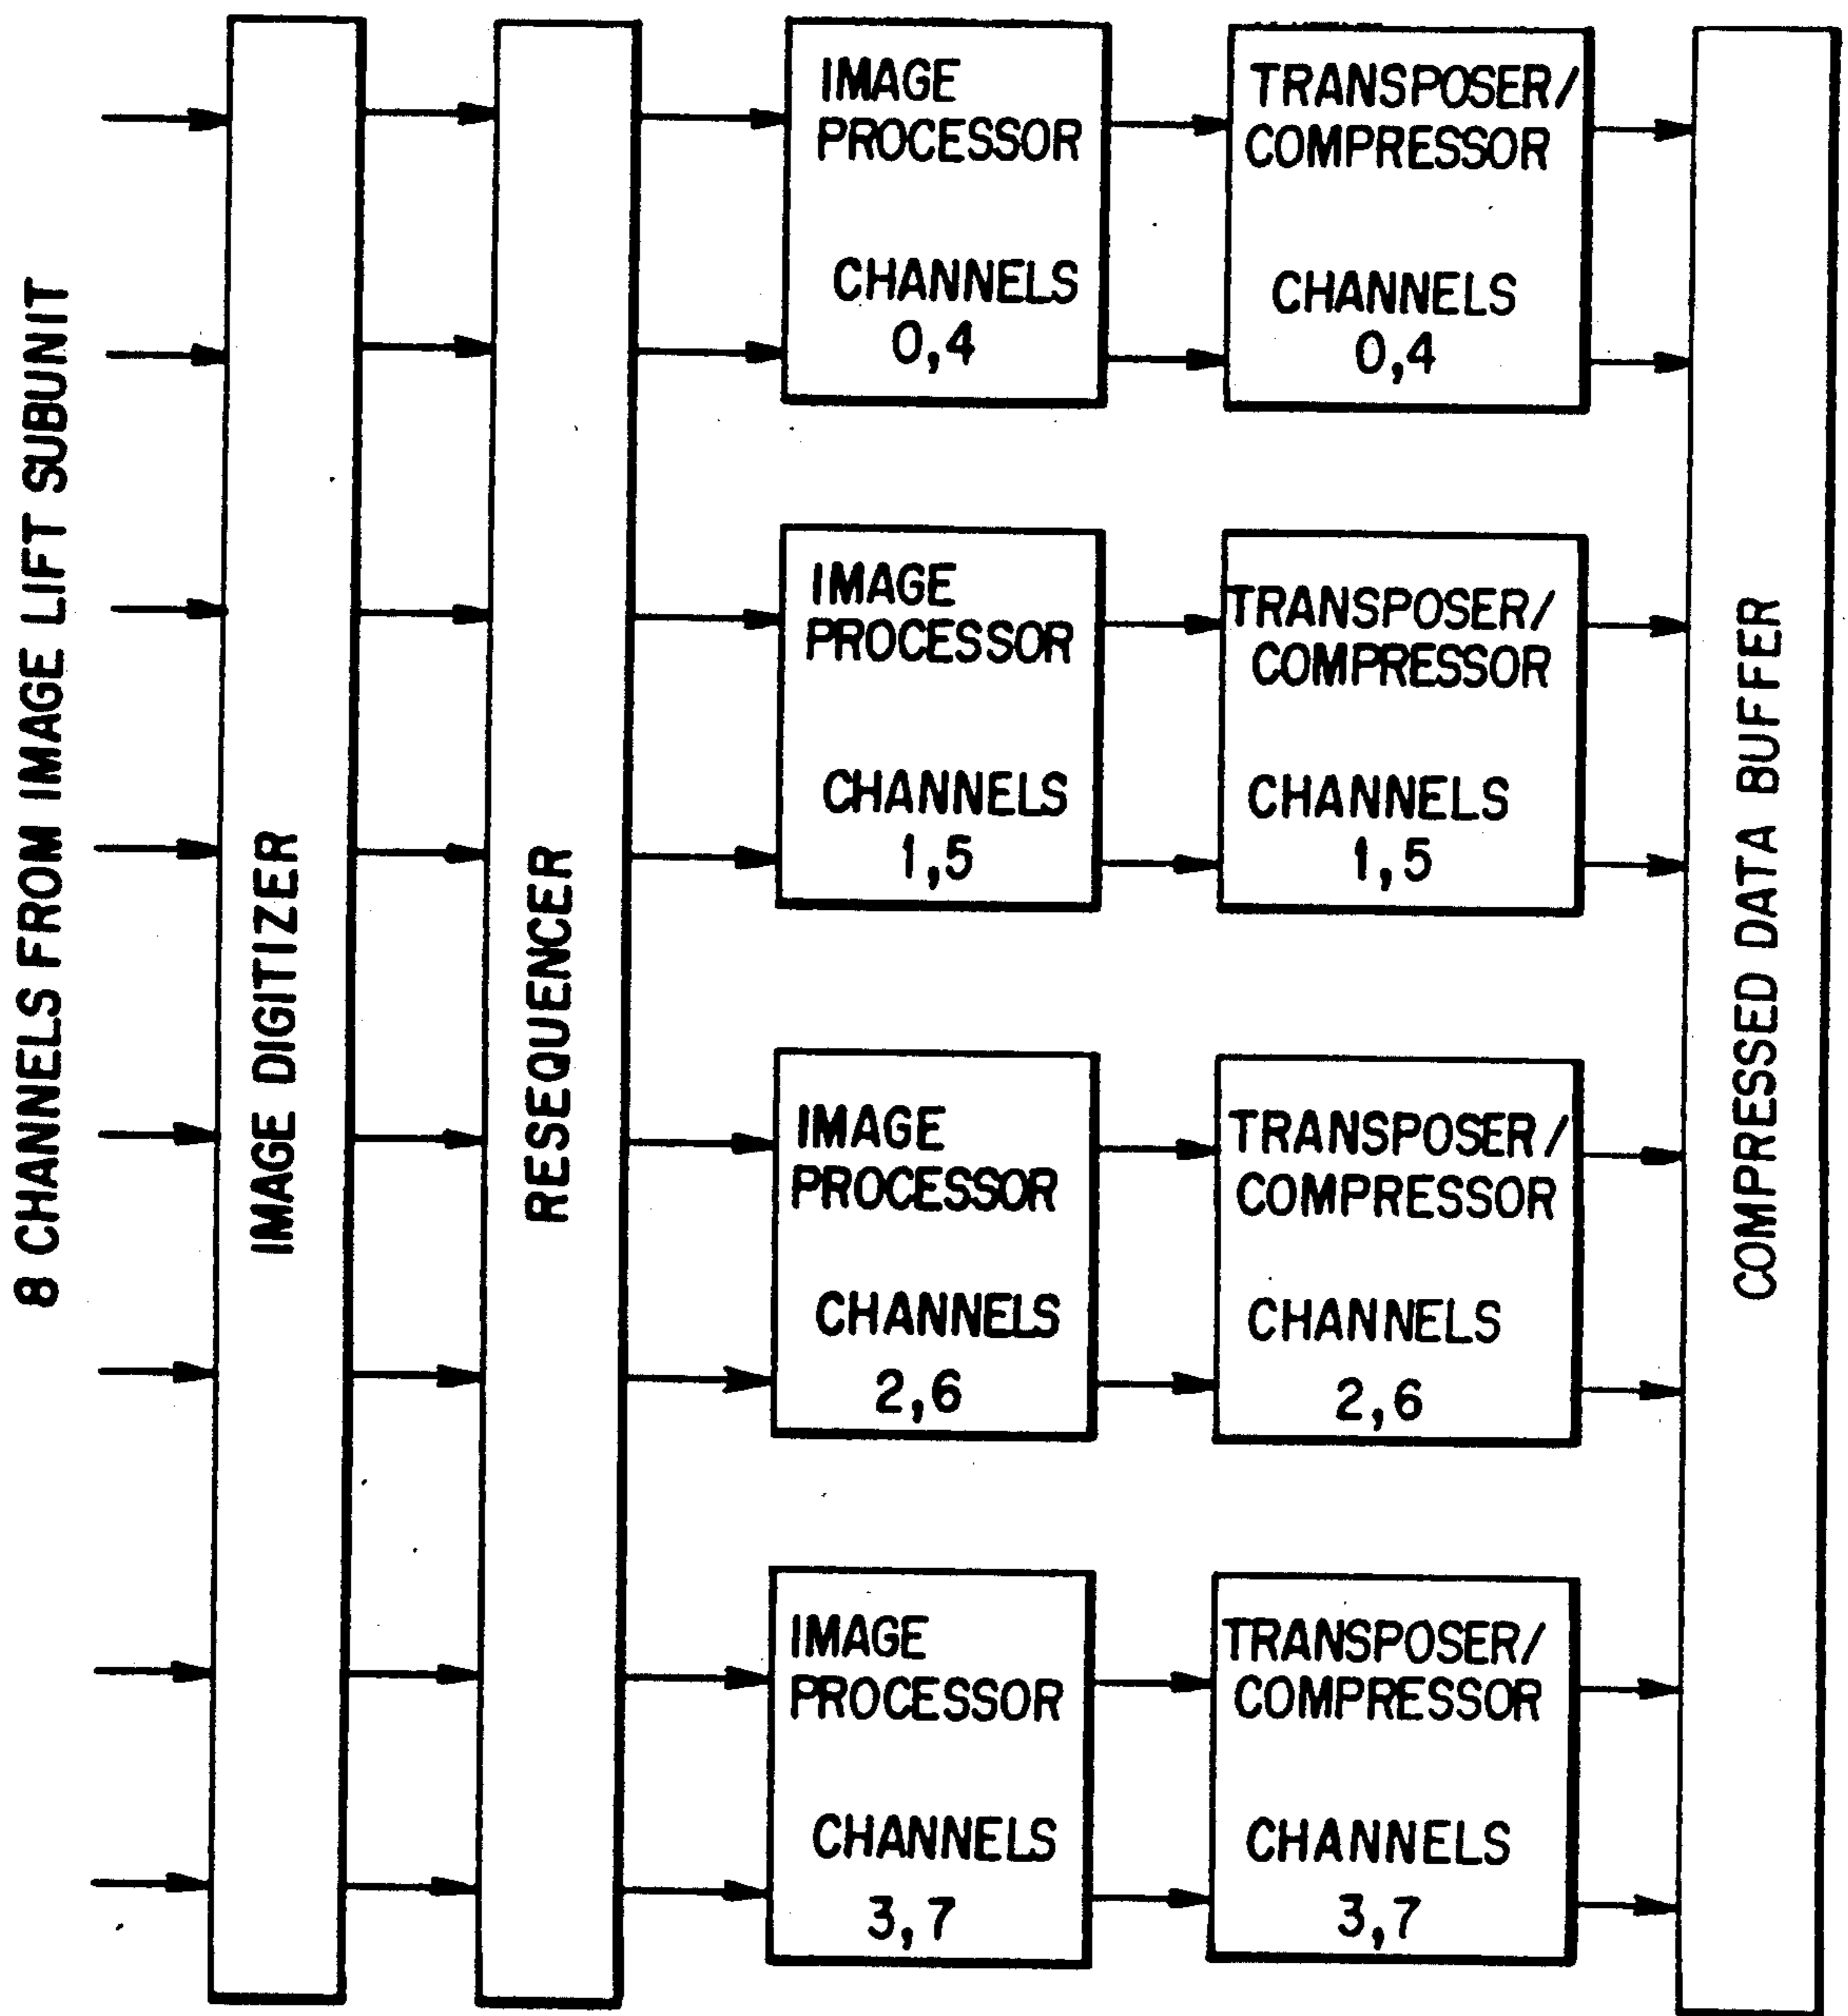 8 CHANNELS FROM IMAGE LIFT SUBUNIT
IMAGE DIGITIZER
RESEQUENCER
IMAGE
PROCESSOR
CHANNELS
0,4
TRANSPOSER/
COMPRESSOR
CHANNELS
0,4
IMAGE
PROCESSOR
CHANNELS
1,5
TRANSPOSER/
COMPRESSOR
CHANNELS
1,5
IMAGE
PROCESSOR
CHANNELS
2,6
TRANSPOSER/
COMPRESSOR
CHANNELS
2,6
IMAGE
PROCESSOR
CHANNELS
3,7
TRANSPOSER/
COMPRESSOR
CHANNELS
3,7
COMPRESSED DATA BUFFER